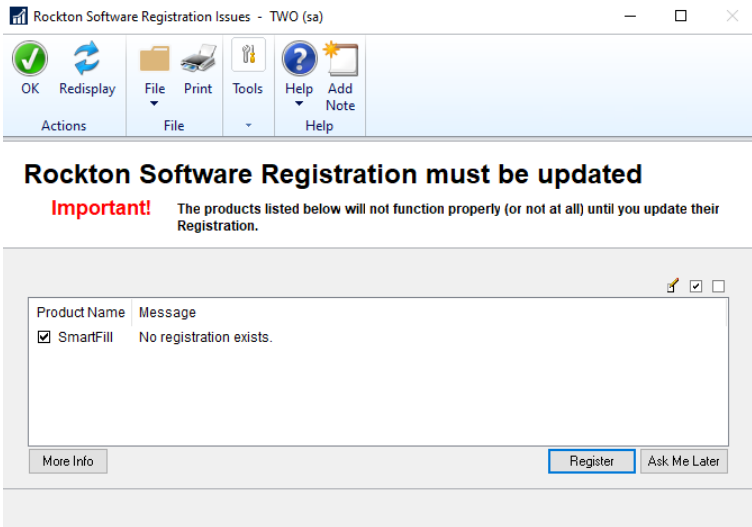 Rockton Software Registration Issues - TWO (sa)
OK Redisplay File Print Tools Help Add Note
Actions File Help
Rockton Software Registration must be updated
Important! The products listed below will not function properly (or not at all) until you update their
Registration.
Product Name Message
SmartFill No registration exists.
More Info Register Ask Me Later